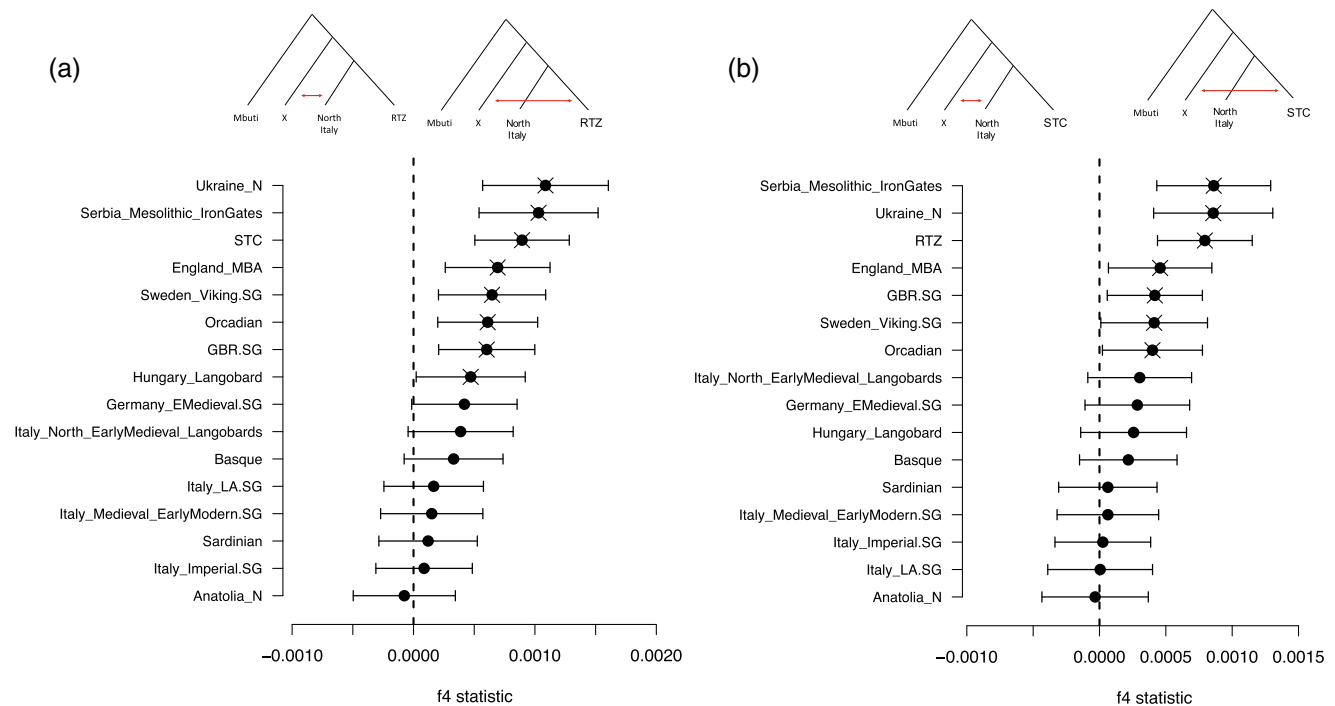 (a)
Mbuti X North Italy RTZ
Mbuti X North Italy RTZ
Ukraine_N
Serbia_Mesolithic_IronGates
STC
England_MBA
Sweden_Viking.SG
Orcadian
GBR.SG
Hungary_Langobard
Germany_EMedieval.SG
Italy_North_EarlyMedieval_Langobards
Basque
Italy_LA.SG
Italy_Medieval_EarlyModern.SG
Sardinian
Italy_Imperial.SG
Anatolia_N
−0.0010 0.0000 0.0010 0.0020
f4 statistic
(b)
Mbuti X North Italy STC
Mbuti X North Italy STC
Serbia_Mesolithic_IronGates
Ukraine_N
RTZ
England_MBA
GBR.SG
Sweden_Viking.SG
Orcadian
Italy_North_EarlyMedieval_Langobards
Germany_EMedieval.SG
Hungary_Langobard
Basque
Sardinian
Italy_Medieval_EarlyModern.SG
Italy_Imperial.SG
Italy_LA.SG
Anatolia_N
−0.0010 0.0000 0.0005 0.0010 0.0015
f4 statistic